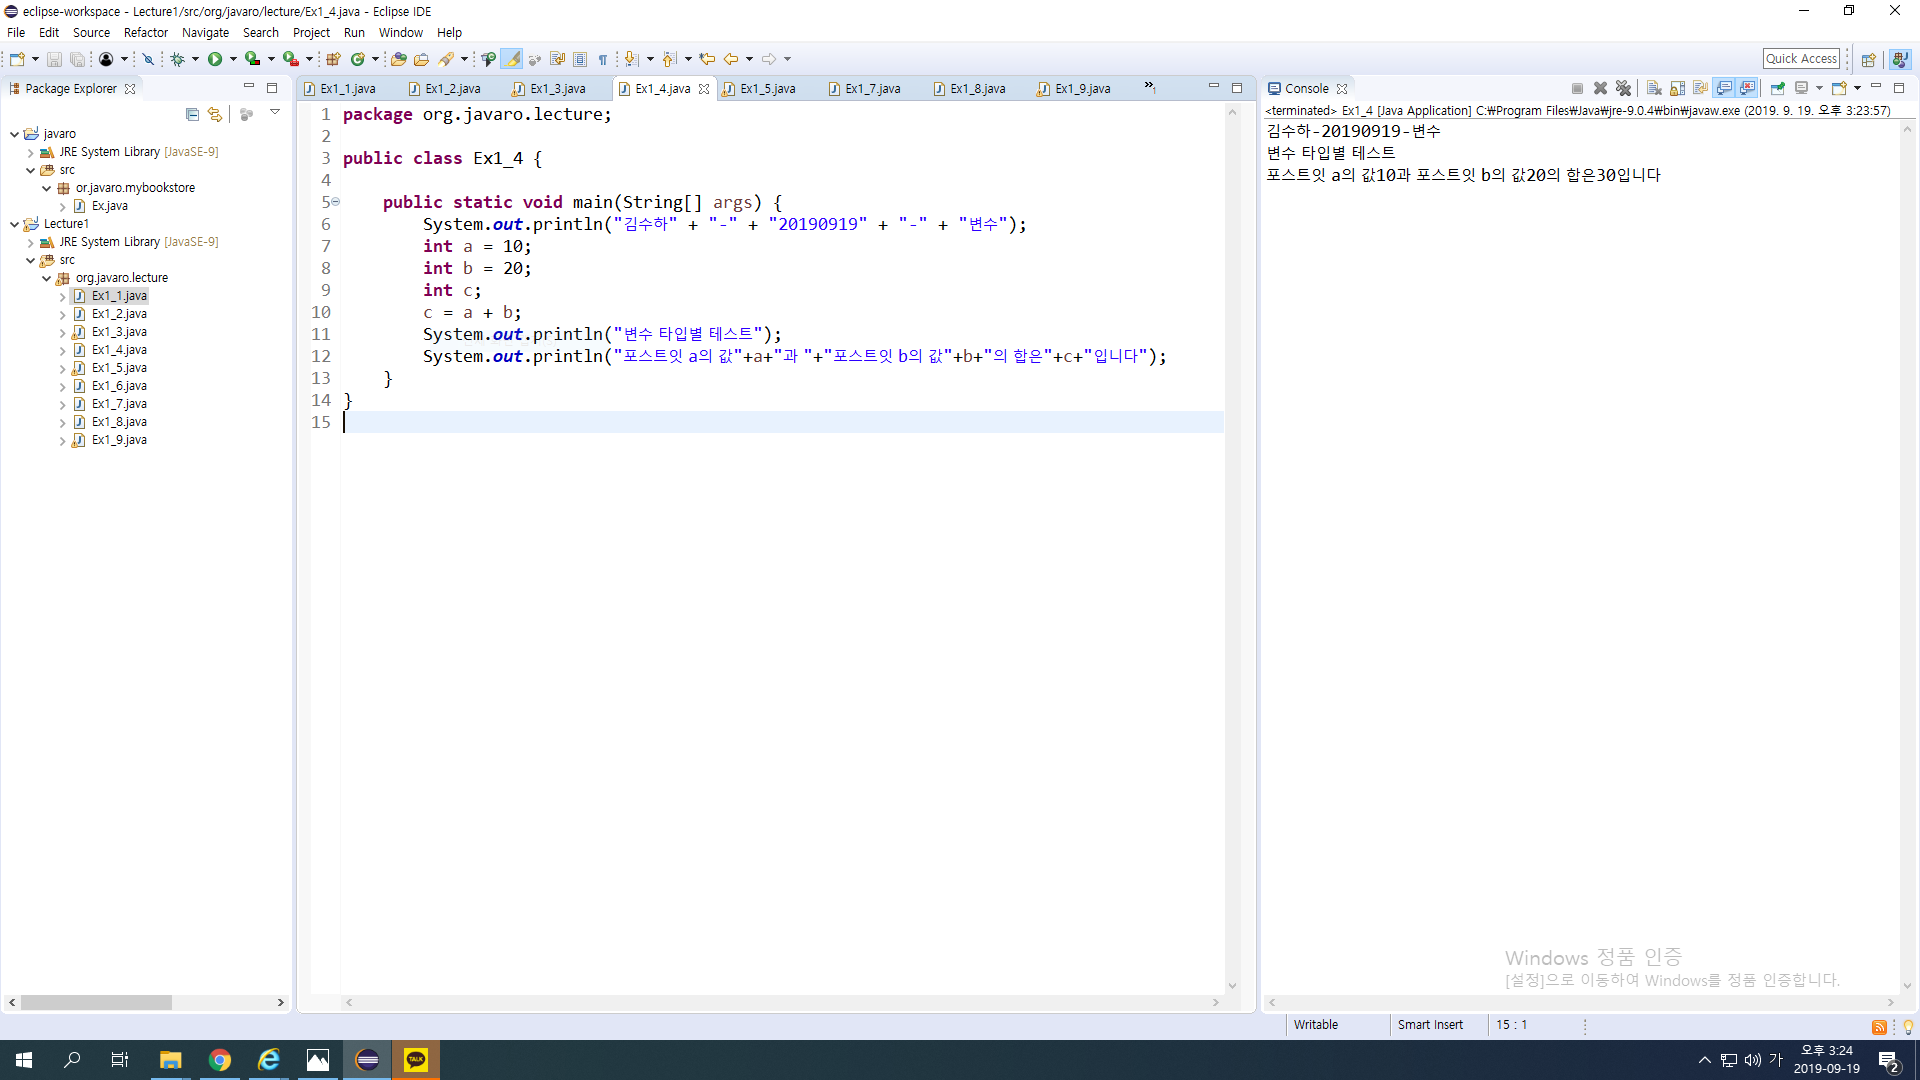 eclipse-workspace - Lecture1/src/org/javaro/lecture/Ex1_4.java - Eclipse IDE
File Edit Source Refactor Navigate Search Project Run Window Help
Quick Access
Package Explorer
javaro
JRE System Library [JavaSE-9]
src
or.javaro.mybookstore
Ex.java
Lecture1
JRE System Library [JavaSE-9]
src
org.javaro.lecture
Ex1_1.java
Ex1_2.java
Ex1_3.java
Ex1_4.java
Ex1_5.java
Ex1_6.java
Ex1_7.java
Ex1_8.java
Ex1_9.java
Ex1_1.java Ex1_2.java Ex1_3.java Ex1_4.java Ex1_5.java Ex1_7.java Ex1_8.java Ex1_9.java »1
1 package org.javaro.lecture;
2
3 public class Ex1_4 {
4
5 public static void main(String[] args) {
6 System.out.println("김수하" + "-" + "20190919" + "-" + "변수");
7 int a = 10;
8 int b = 20;
9 int c;
10 c = a + b;
11 System.out.println("변수 타입별 테스트");
12 System.out.println("포스트잇 a의 값"+a+"과 "+"포스트잇 b의 값"+b+"의 합은"+c+"입니다");
13 }
14 }
15
Console
<terminated> Ex1_4 [Java Application] C:₩Program Files₩Java₩jre-9.0.4₩bin₩javaw.exe (2019. 9. 19. 오후 3:23:57)
김수하-20190919-변수
변수 타입별 테스트
포스트잇 a의 값10과 포스트잇 b의 값20의 합은30입니다
Windows 정품 인증
[설정]으로 이동하여 Windows를 정품 인증합니다.
Writable Smart Insert 15 : 1
TALK
가
오후 3:24
2019-09-19
2